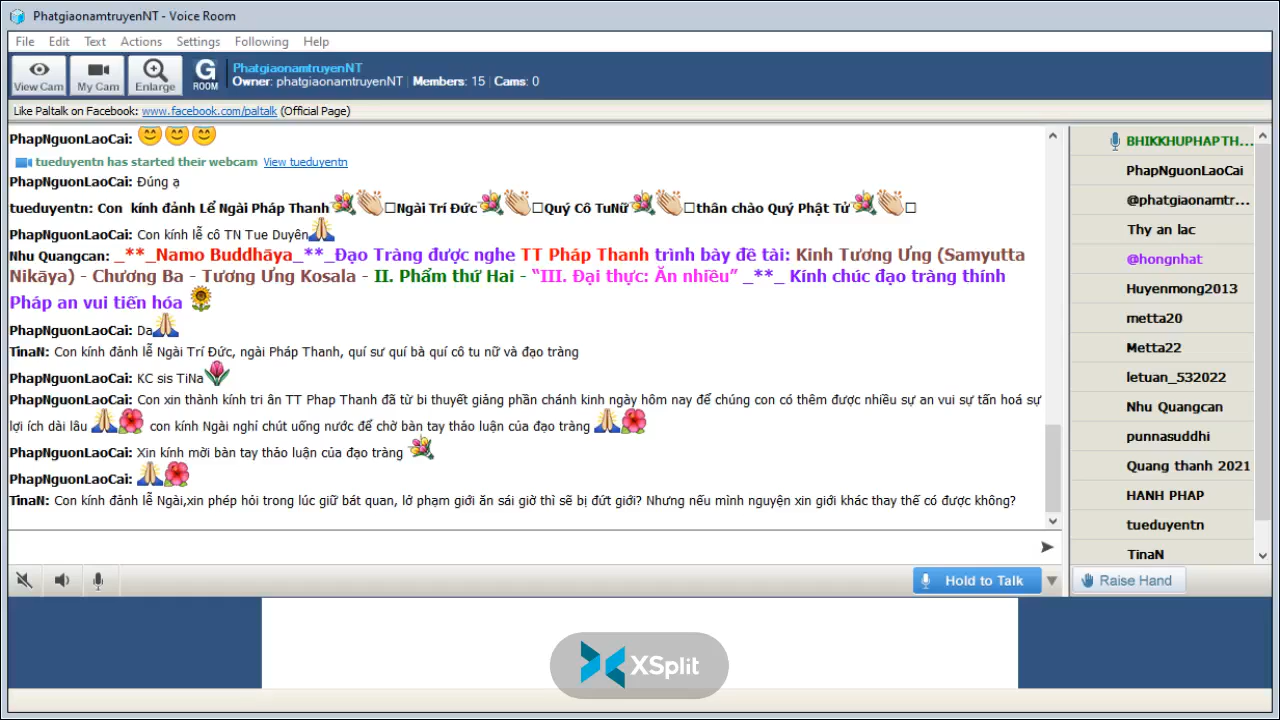 PhatgiaonamtruyenNT - Voice Room
File Edit Text Actions Settings Following Help
View Cam My Cam Enlarge G ROOM
PhatgiaonamtruyenNT
Owner: phatgiaonamtruyenNT Members: 15 Cams: 0
Like Paltalk on Facebook: www.facebook.com/paltalk (Official Page)
PhapNguonLaoCai:
tueduyentn has started their webcam View tueduyentn
PhapNguonLaoCai: Đúng ạ
tueduyentn: Con kính đảnh Lể Ngài Pháp Thanh Ngài Trí Đức Quý Cô TuNữ thân chào Quý Phật Tử
PhapNguonLaoCai: Con kính lễ cô TN Tue Duyên
Nhu Quangcan: _**_Namo Buddhāya_**_Đạo Tràng được nghe TT Pháp Thanh trình bày đề tài: Kinh Tương Ưng (Samyutta
Nikāya) - Chương Ba - Tương Ưng Kosala - II. Phẩm thứ Hai - “III. Đại thực: Ăn nhiều” _**_ Kính chúc đạo tràng thính
Pháp an vui tiến hóa
PhapNguonLaoCai: Dạ
TinaN: Con kính đảnh lễ Ngài Trí Đức, ngài Pháp Thanh, quí sư quí bà quí cô tu nữ và đạo tràng
PhapNguonLaoCai: KC sis TiNa
PhapNguonLaoCai: Con xin thành kính tri ân TT Phap Thanh đã từ bi thuyết giảng phần chánh kinh ngày hôm nay để chúng con có thêm được nhiều sự an vui sự tấn hoá sự
lợi ích dài lâu con kính Ngài nghỉ chút uống nước để chờ bàn tay thảo luận của đạo tràng
PhapNguonLaoCai: Xin kính mời bàn tay thảo luận của đạo tràng
PhapNguonLaoCai:
TinaN: Con kính đảnh lễ Ngài,xin phép hỏi trong lúc giữ bát quan, lở phạm giới ăn sái giờ thì sẽ bị đứt giới? Nhưng nếu mình nguyện xin giới khác thay thế có được không?
BHIKKHUPHAPTH...
PhapNguonLaoCai
@phatgiaonamtr...
Thy an lac
@hongnhat
Huyenmong2013
metta20
Metta22
letuan_532022
Nhu Quangcan
punnasuddhi
Quang thanh 2021
HANH PHAP
tueduyentn
TinaN
Hold to Talk
Raise Hand
XSplit